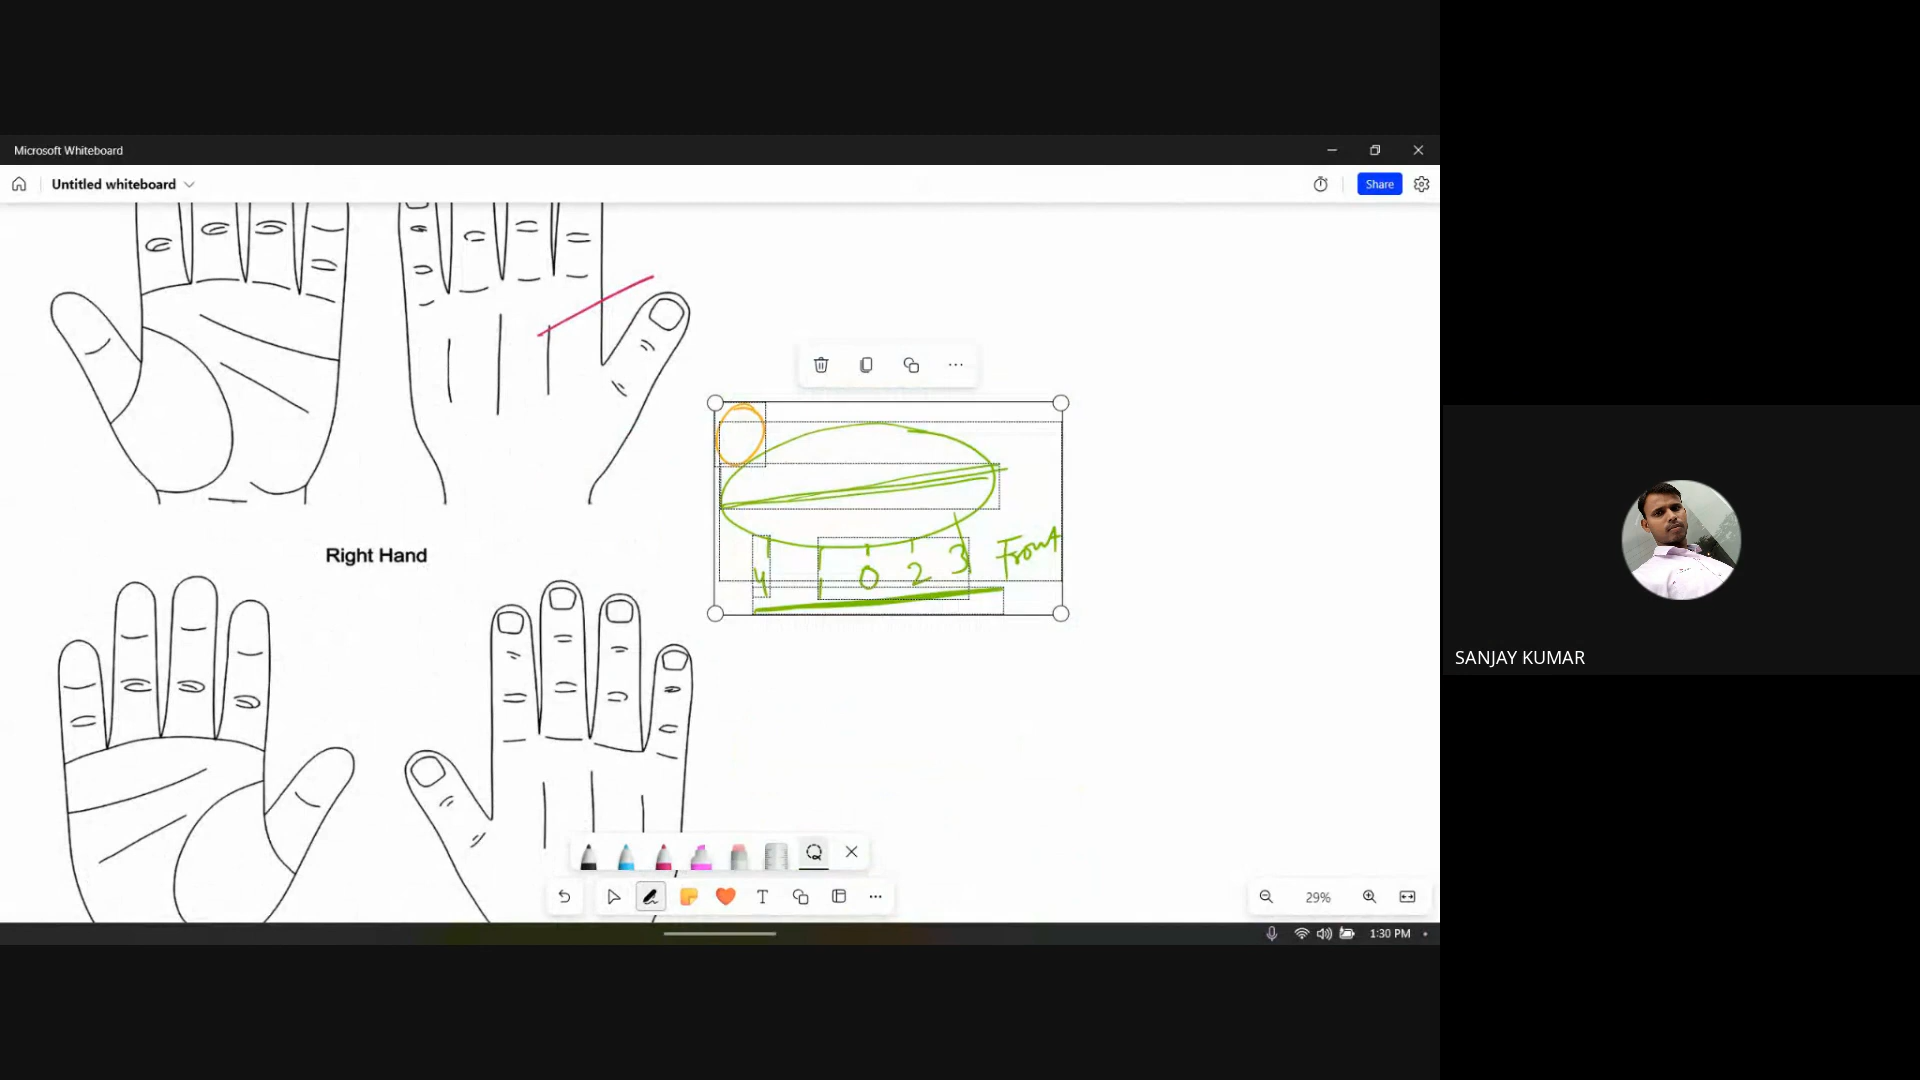 Microsoft Whiteboard
Untitled whiteboard
Share
Right Hand
4 1 0 2 3 Front
SANJAY KUMAR
29%
1:30 PM